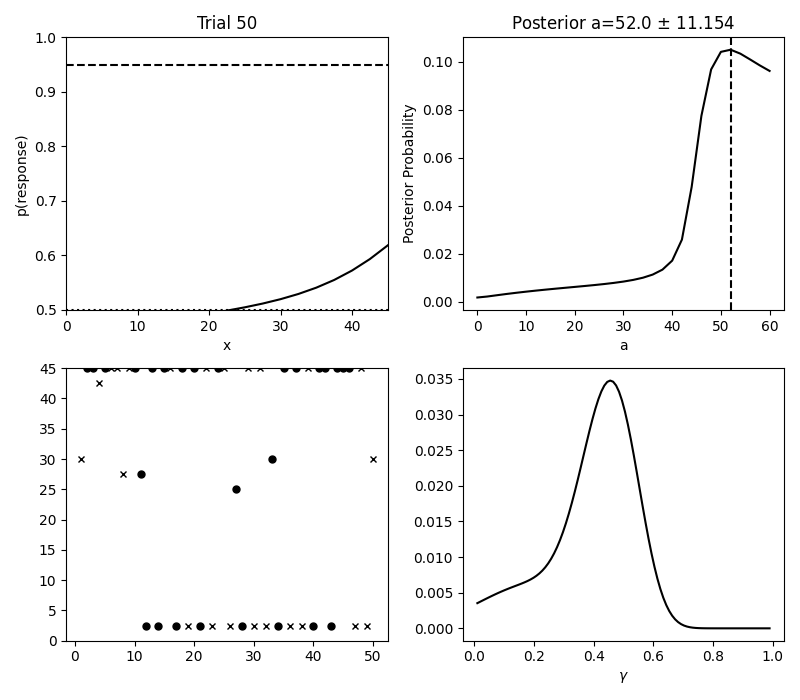 Trial 50
1.0
0.9
0.8
0.7
0.6
0.5
p(response)
0 10 20 30 40
x
Posterior a=52.0 ± 11.154
0.10
0.08
0.06
0.04
0.02
0.00
Posterior Probability
0 10 20 30 40 50 60
a
45
40
35
30
25
20
15
10
5
0
0 10 20 30 40 50
0.035
0.030
0.025
0.020
0.015
0.010
0.005
0.000
0.0 0.2 0.4 0.6 0.8 1.0
γ